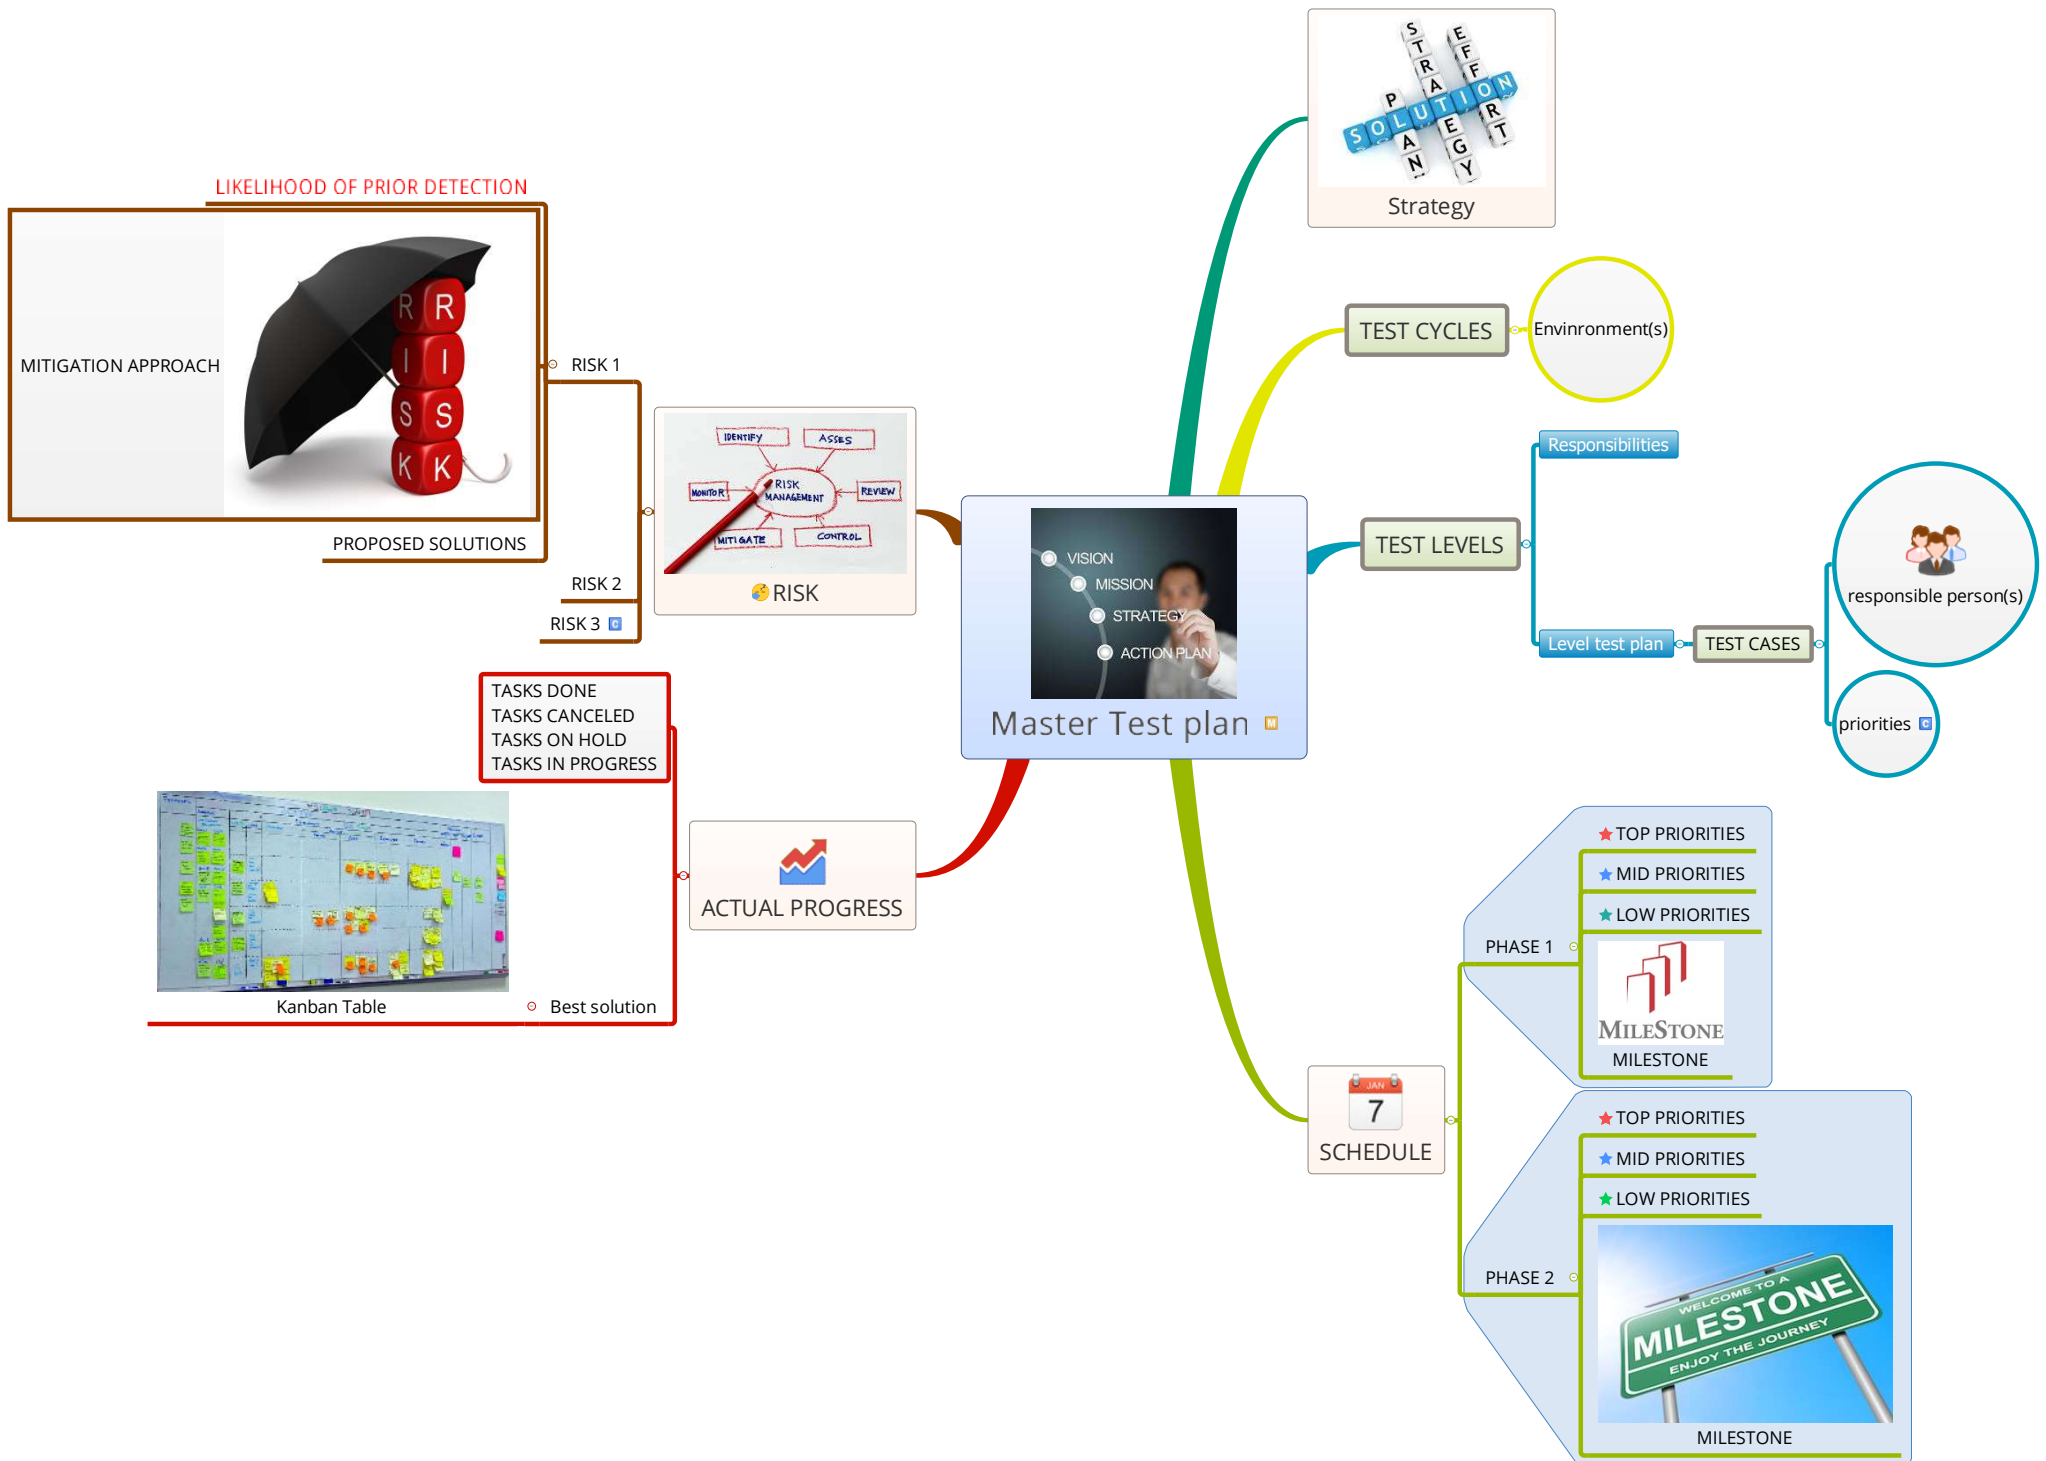 S
T
R
A
E
G
Y
E
F
F
R
T
P
A
N
SOLUTION
Strategy
LIKELIHOOD OF PRIOR DETECTION
MITIGATION APPROACH
R R
I I
S S
K K
RISK 1
PROPOSED SOLUTIONS
RISK 2
RISK 3 C
IDENTIFY
ASSES
MONITOR
RISK
MANAGEMENT
REVIEW
MITIGATE
CONTROL
RISK
TEST CYCLES
Envinronment(s)
TEST LEVELS
Responsibilities
Level test plan
TEST CASES
responsible person(s)
priorities C
VISION
MISSION
STRATEGY
ACTION PLAN
Master Test plan M
TASKS DONE
TASKS CANCELED
TASKS ON HOLD
TASKS IN PROGRESS
ACTUAL PROGRESS
Kanban Table
Best solution
JAN
7
SCHEDULE
PHASE 1
TOP PRIORITIES
MID PRIORITIES
LOW PRIORITIES
MILESTONE
MILESTONE
PHASE 2
TOP PRIORITIES
MID PRIORITIES
LOW PRIORITIES
WELCOME TO A
MILESTONE
ENJOY THE JOURNEY
MILESTONE